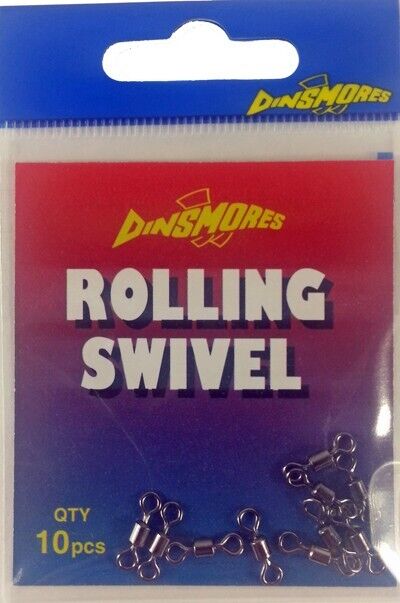 DINSMORES
DINSMORES
ROLLING
SWIVEL
QTY
10pcs